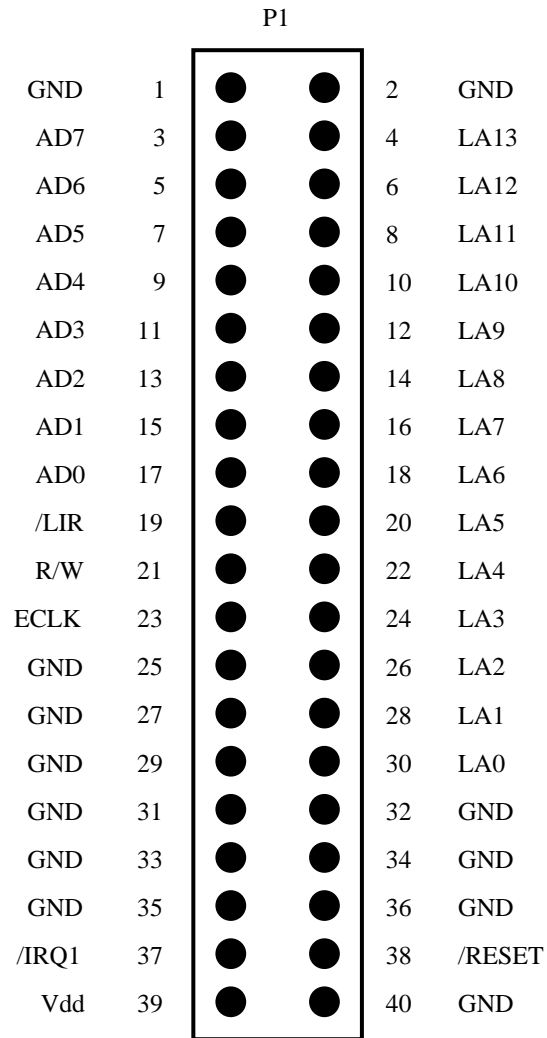 P1
GND 1 2 GND
AD7 3 4 LA13
AD6 5 6 LA12
AD5 7 8 LA11
AD4 9 10 LA10
AD3 11 12 LA9
AD2 13 14 LA8
AD1 15 16 LA7
AD0 17 18 LA6
/LIR 19 20 LA5
R/W 21 22 LA4
ECLK 23 24 LA3
GND 25 26 LA2
GND 27 28 LA1
GND 29 30 LA0
GND 31 32 GND
GND 33 34 GND
GND 35 36 GND
/IRQ1 37 38 /RESET
Vdd 39 40 GND